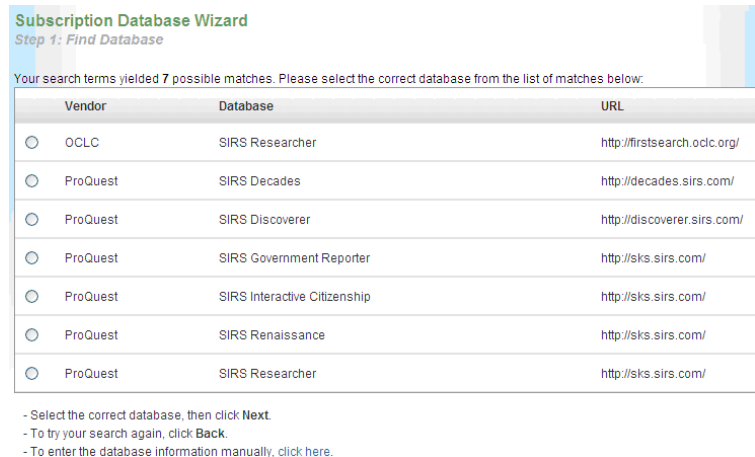 Subscription Database Wizard
Step 1: Find Database
Your search terms yielded 7 possible matches. Please select the correct database from the list of matches below:
Vendor Database URL
OCLC SIRS Researcher http://firstsearch.oclc.org/
ProQuest SIRS Decades http://decades.sirs.com/
ProQuest SIRS Discoverer http://discoverer.sirs.com/
ProQuest SIRS Government Reporter http://sks.sirs.com/
ProQuest SIRS Interactive Citizenship http://sks.sirs.com/
ProQuest SIRS Renaissance http://sks.sirs.com/
ProQuest SIRS Researcher http://sks.sirs.com/
- Select the correct database, then click Next.
- To try your search again, click Back.
- To enter the database information manually, click here.